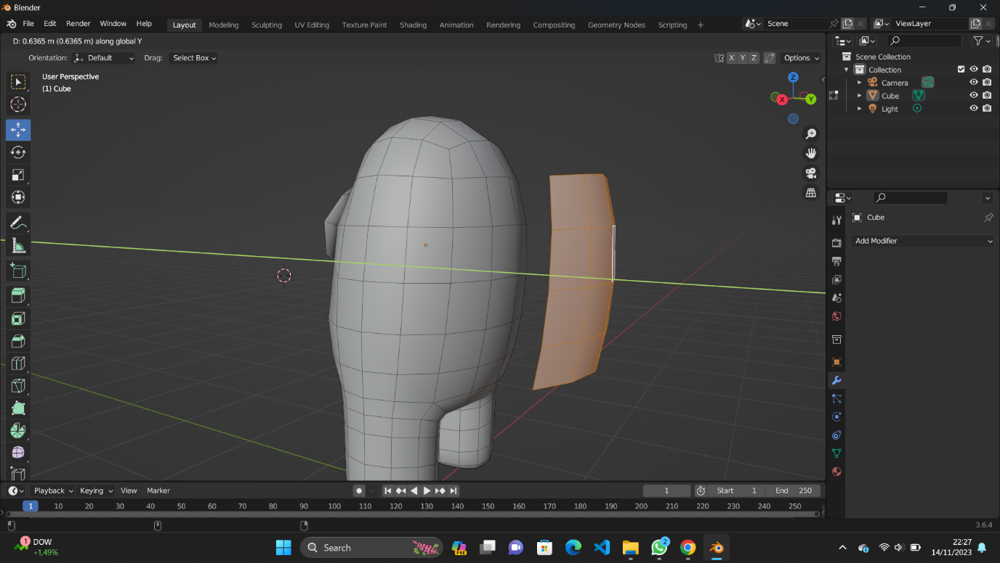 Blender
File Edit Render Window Help Layout Modeling Sculpting UV Editing Texture Paint Shading Animation Rendering Compositing Geometry Nodes Scripting + Scene ViewLayer
D: 0.6365 m (0.6365 m) along global Y
Orientation: Default Drag: Select Box X Y Z Options
User Perspective
(1) Cube
Z
X
Y
Scene Collection
Collection
Camera
Cube
Light
Cube
Add Modifier
Playback Keying View Marker 1 Start 1 End 250
1 10 20 30 40 50 60 70 80 90 100 110 120 130 140 150 160 170 180 190 200 210 220 230 240 250
3.6.4
1 DOW
+1,49%
Search
PRE
2
22:27
14/11/2023